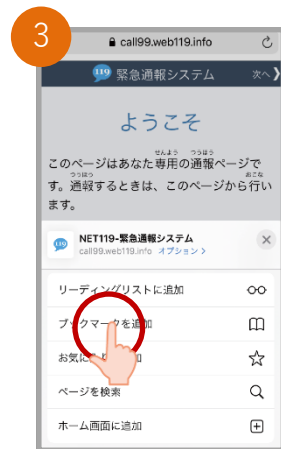 3
call99.web119.info
119 緊急通報システム 次へ
ようこそ
このページはあなた専用の通報ページで
せんよう つうほう
す。通報するときは、このページから行い
つうほう おこな
ます。
119 NET119-緊急通報システム
call99.web119.info オプション
リーディングリストに追加
ブックマークを追加
お気に 加
ページを検索
ホーム画面に追加